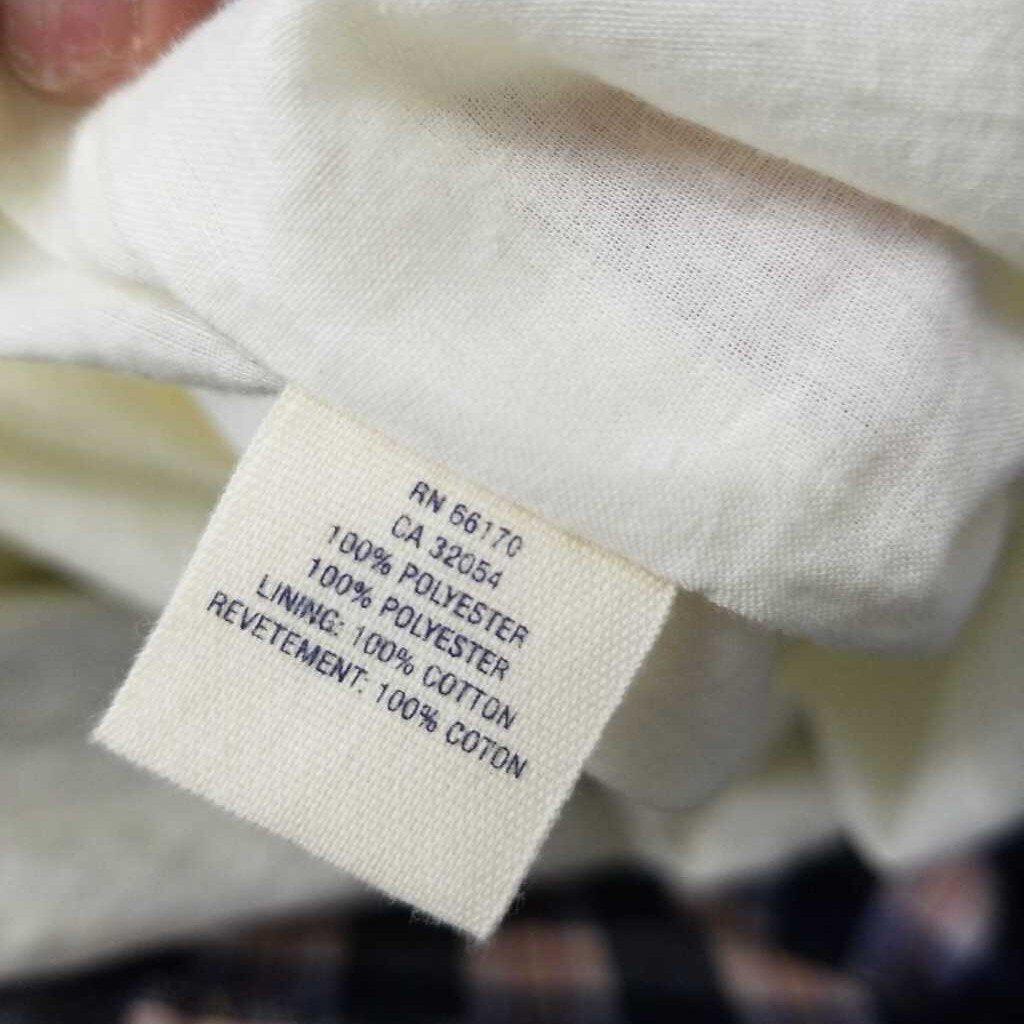 RN 66170
CA 32054
100% POLYESTER
100% POLYESTER
LINING: 100% COTTON
REVETEMENT: 100% COTON